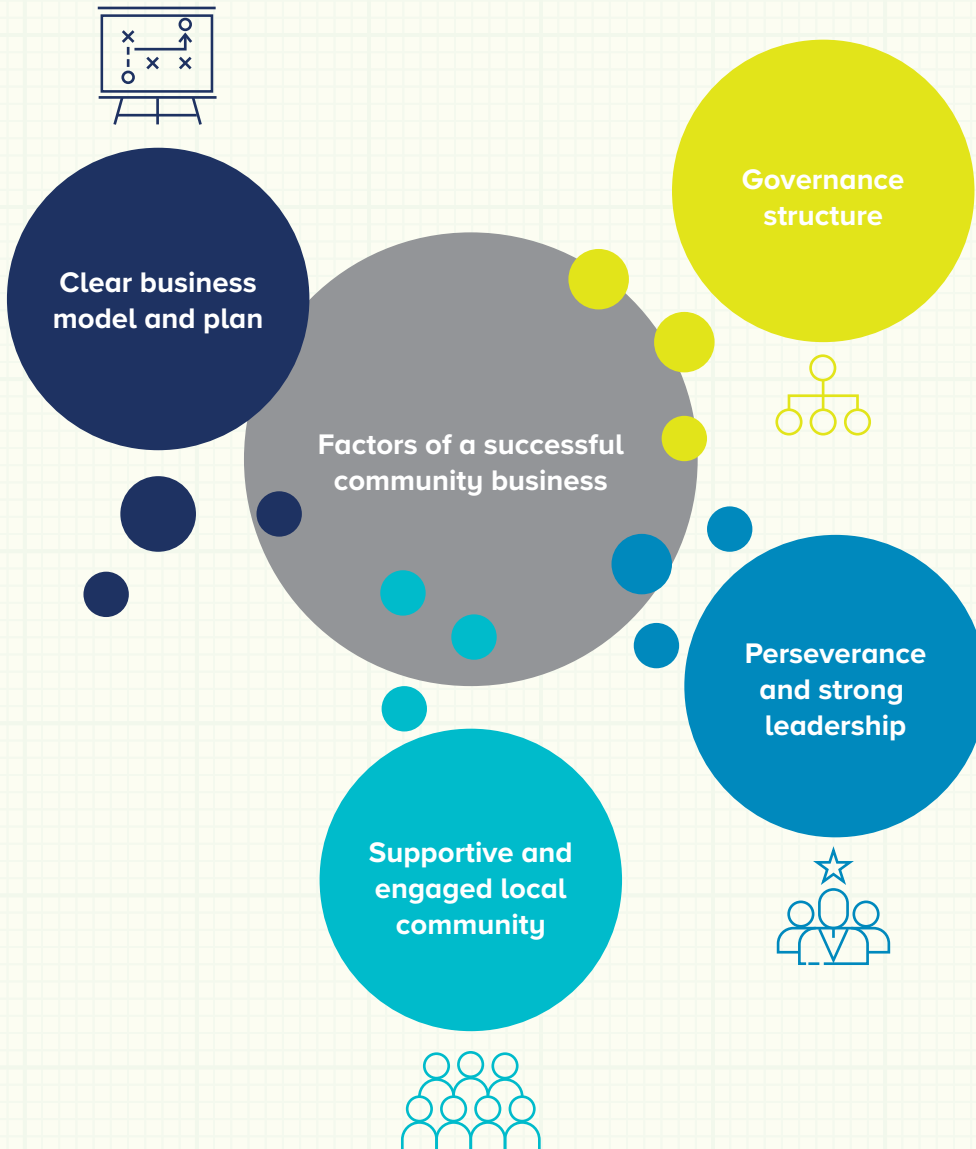 Governance
structure
Clear business
model and plan
Factors of a successful
community business
Perseverance
and strong
leadership
Supportive and
engaged local
community